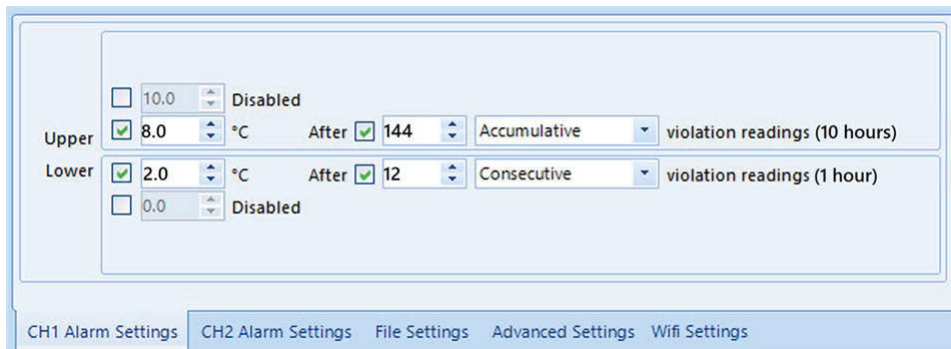 10.0 Disabled
Upper 8.0 °C After 144 Accumulative violation readings (10 hours)
Lower 2.0 °C After 12 Consecutive violation readings (1 hour)
0.0 Disabled
CH1 Alarm Settings CH2 Alarm Settings File Settings Advanced Settings Wifi Settings